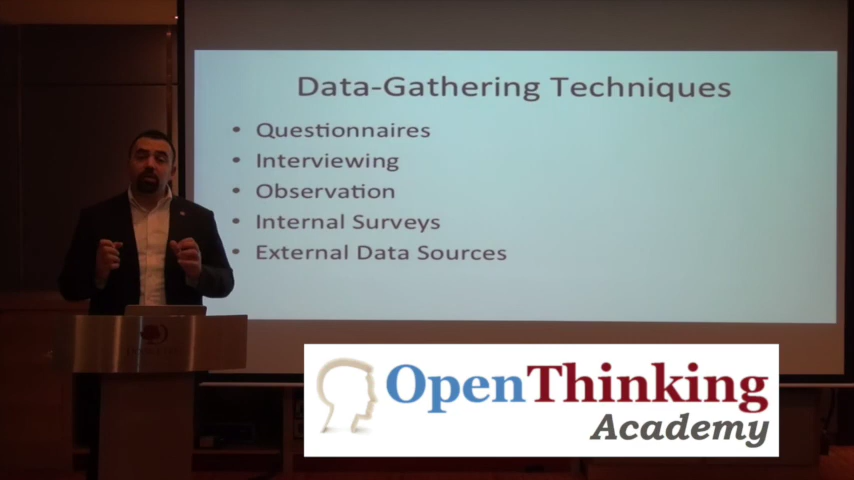 Data-Gathering Techniques
• Questionnaires
• Interviewing
• Observation
• Internal Surveys
• External Data Sources
OpenThinking
Academy